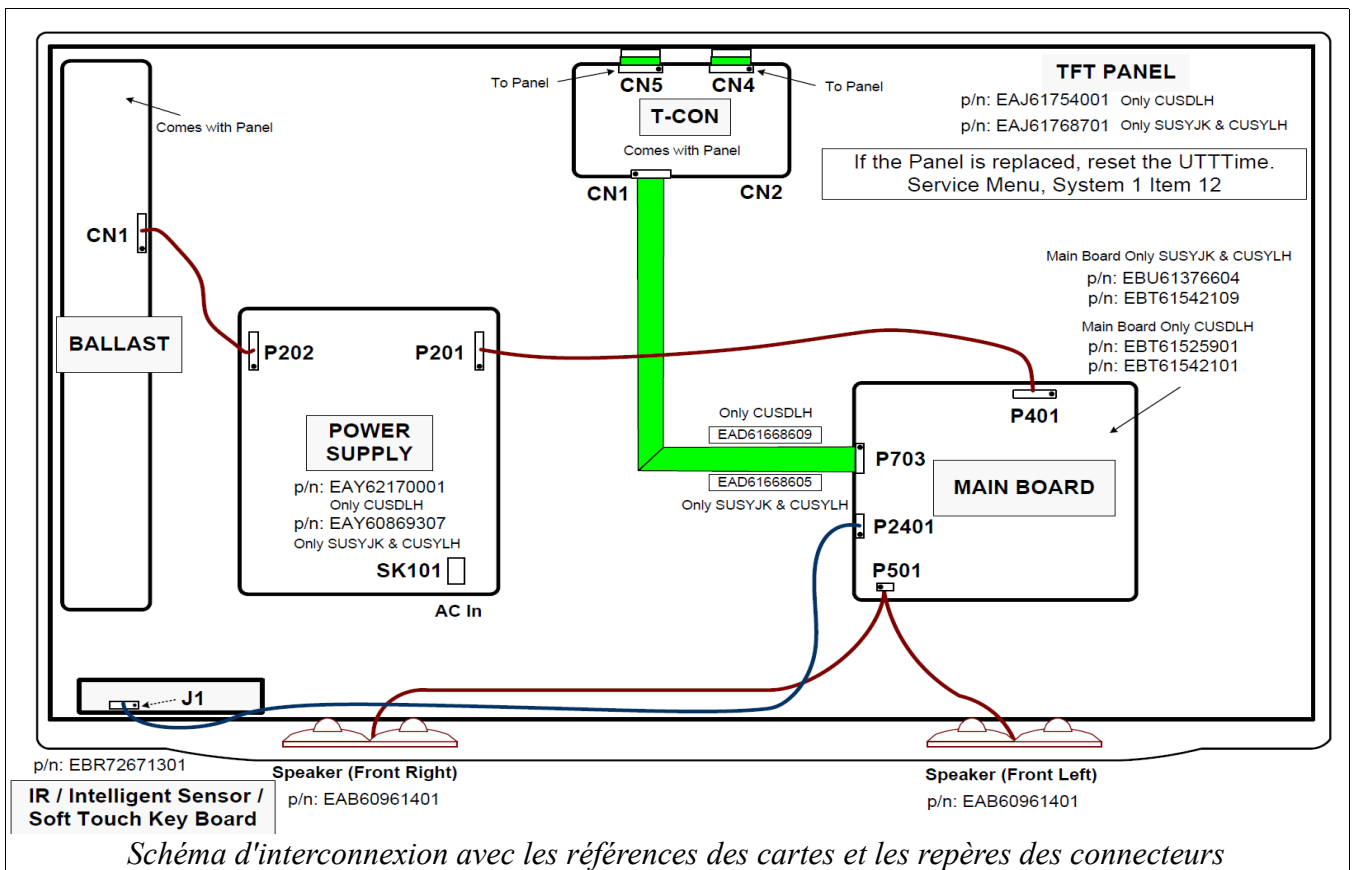 To Panel
CN5
CN4
To Panel
T-CON
Comes with Panel
CN1
CN2
TFT PANEL
p/n: EAJ61754001 Only CUSDLH
p/n: EAJ61768701 Only SUSYJK & CUSYLH
If the Panel is replaced, reset the UTTTime.
Service Menu, System 1 Item 12
Comes with Panel
CN1
BALLAST
P202
P201
POWER
SUPPLY
p/n: EAY62170001
Only CUSDLH
p/n: EAY60869307
Only SUSYJK & CUSYLH
SK101
AC In
Main Board Only SUSYJK & CUSYLH
p/n: EBU61376604
p/n: EBT61542109
Main Board Only CUSDLH
p/n: EBT61525901
p/n: EBT61542101
P401
Only CUSDLH
EAD61668609
EAD61668605
Only SUSYJK & CUSYLH
P703
MAIN BOARD
P2401
P501
J1
p/n: EBR72671301
IR / Intelligent Sensor /
Soft Touch Key Board
Speaker (Front Right)
p/n: EAB60961401
Speaker (Front Left)
p/n: EAB60961401
Schéma d'interconnexion avec les références des cartes et les repères des connecteurs